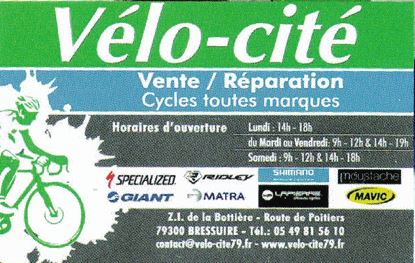 Vélo-cité
Vente / Réparation
Cycles toutes marques
Horaires d'ouverture
Lundi : 14h - 18h
du Mardi au Vendredi: 9h - 12h & 14h - 19h
Samedi : 9h - 12h & 14h - 18h
SPECIALIZED RIDLEY SHIMANO moustache
GIANT MATRA LAPIERRE MAVIC
Z.I. de la Bottière - Route de Poitiers
79300 BRESSUIRE - Tél.: 05 49 81 56 10
contact@velo-cite79.fr - www.velo-cite79.fr